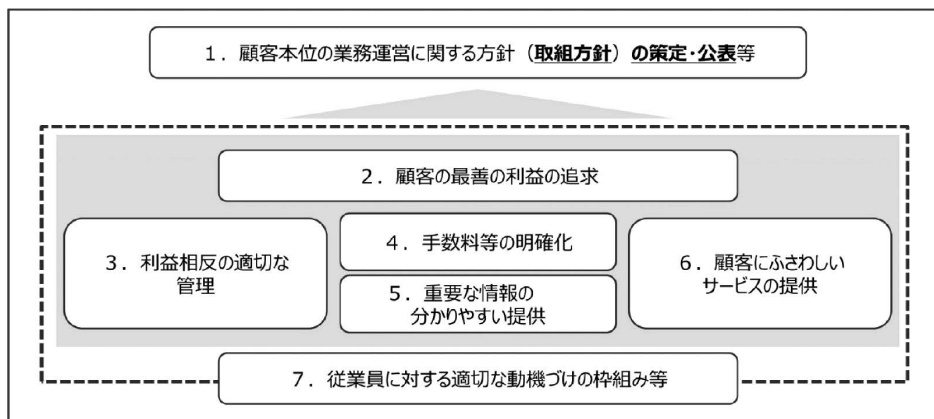 1．顧客本位の業務運営に関する方針（取組方針）の策定・公表等
2．顧客の最善の利益の追求
3．利益相反の適切な
管理
4．手数料等の明確化
5．重要な情報の
分かりやすい提供
6．顧客にふさわしい
サービスの提供
7．従業員に対する適切な動機づけの枠組み等